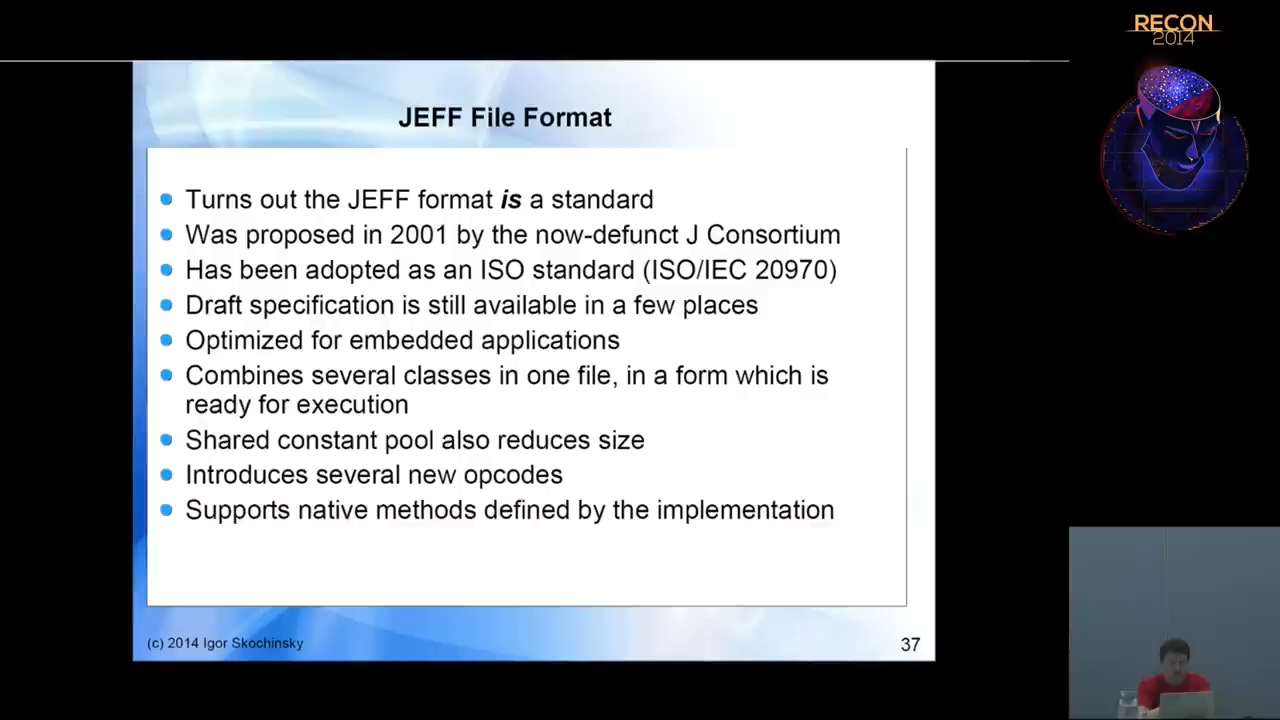 RECON
2014
JEFF File Format
Turns out the JEFF format is a standard
Was proposed in 2001 by the now-defunct J Consortium
Has been adopted as an ISO standard (ISO/IEC 20970)
Draft specification is still available in a few places
Optimized for embedded applications
Combines several classes in one file, in a form which is
ready for execution
Shared constant pool also reduces size
Introduces several new opcodes
Supports native methods defined by the implementation
(c) 2014 Igor Skochinsky
37